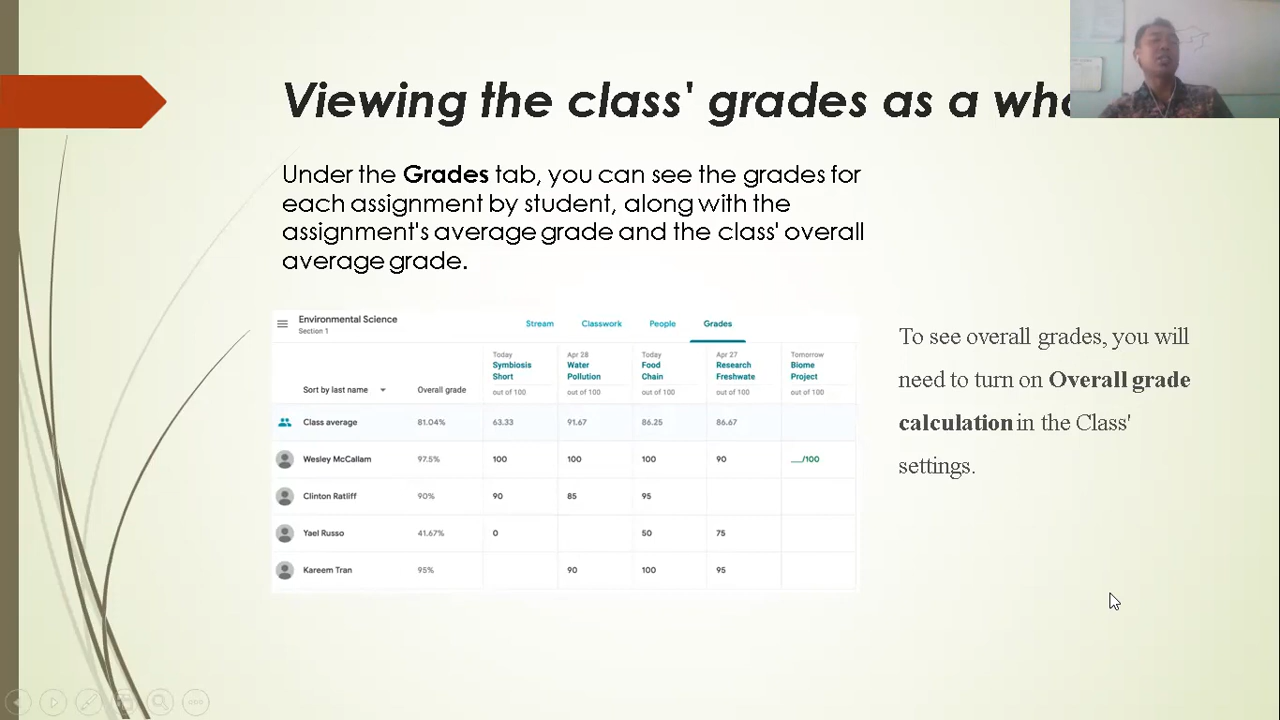 Viewing the class' grades as a
Under the Grades tab, you can see the grades for
each assignment by student, along with the
assignment's average grade and the class' overall
average grade.
Environmental Science
Section 1
Stream Classwork People Grades
Sort by last name Overall grade
Today
Symbiosis
Short
out of 100
Apr 28
Water
Pollution
out of 100
Today
Food
Chain
out of 100
Apr 27
Research
Freshwate
out of 100
Tomorrow
Biome
Project
out of 100
Class average 81.04% 63.33 91.67 86.25 86.67
Wesley McCallam 97.5% 100 100 100 90 __/100
Clinton Ratliff 90% 90 85 95
Yael Russo 41.67% 0 50 75
Kareem Tran 95% 90 100 95
To see overall grades, you will
need to turn on Overall grade
calculation in the Class'
settings.